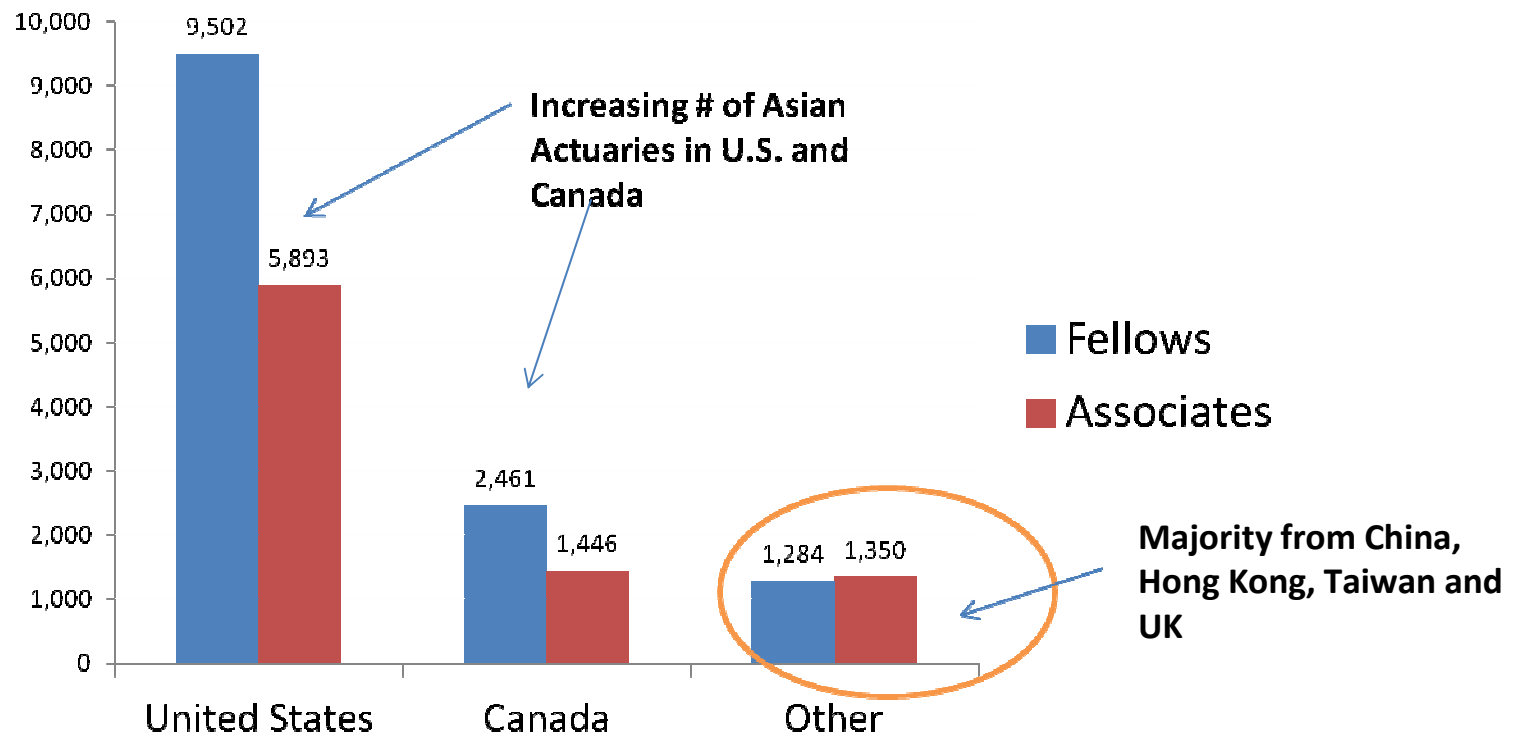 10,000
9,502
9,000
8,000
7,000
6,000
5,000
4,000
3,000
2,000
1,000
0
Increasing # of Asian
Actuaries in U.S. and
Canada
5,893
2,461
1,446
1,284
1,350
Fellows
Associates
Majority from China,
Hong Kong, Taiwan and
UK
United States
Canada
Other